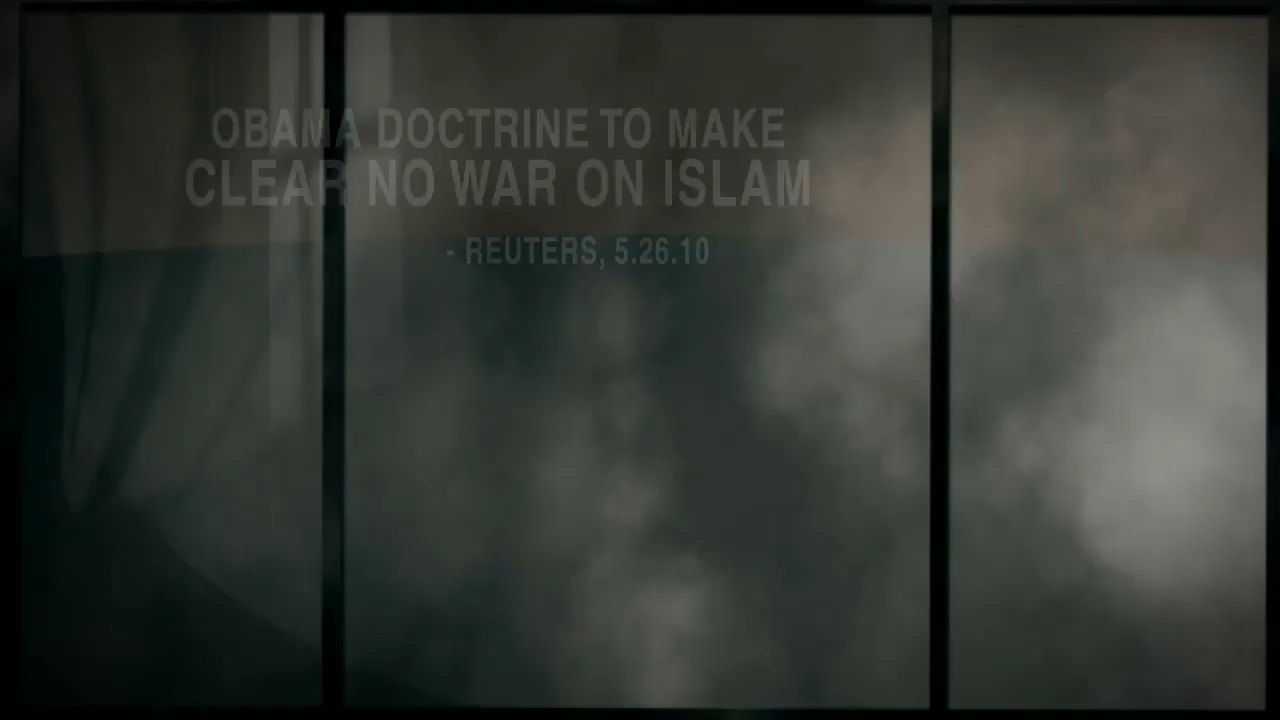 OBAMA DOCTRINE TO MAKE
CLEAR NO WAR ON ISLAM
- REUTERS, 5.26.10